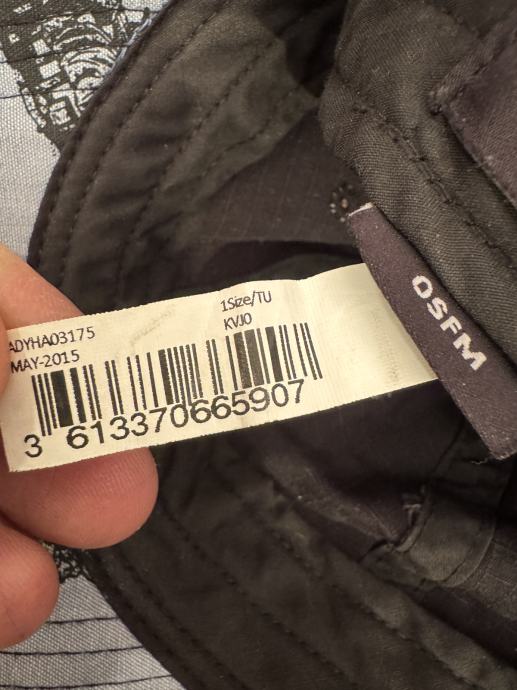 ADYHA03175
MAY-2015
1Size/TU
KVJ0
3 613370665907
OSFM